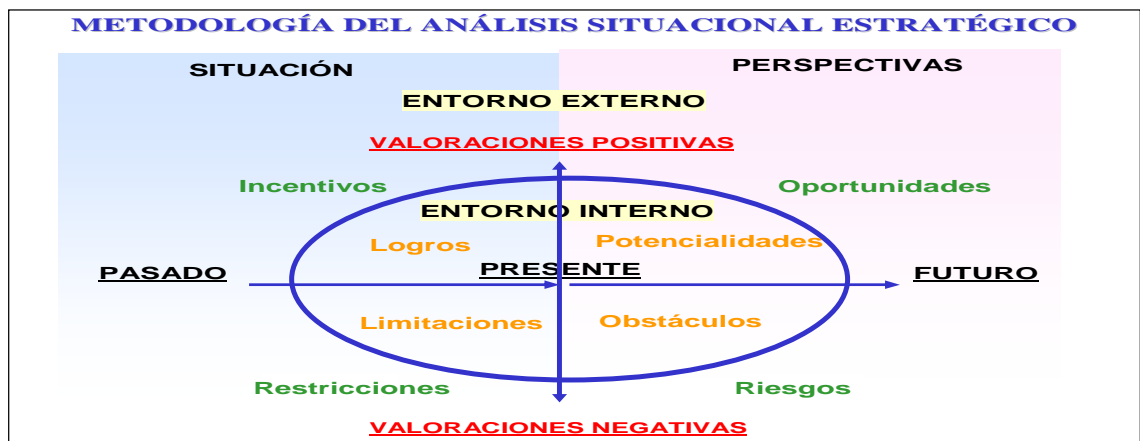 METODOLOGÍA DEL ANÁLISIS SITUACIONAL ESTRATÉGICO
SITUACIÓN
PERSPECTIVAS
ENTORNO EXTERNO
VALORACIONES POSITIVAS
Incentivos
Oportunidades
ENTORNO INTERNO
Logros
Potencialidades
PASADO
PRESENTE
FUTURO
Limitaciones
Obstáculos
Restricciones
Riesgos
VALORACIONES NEGATIVAS